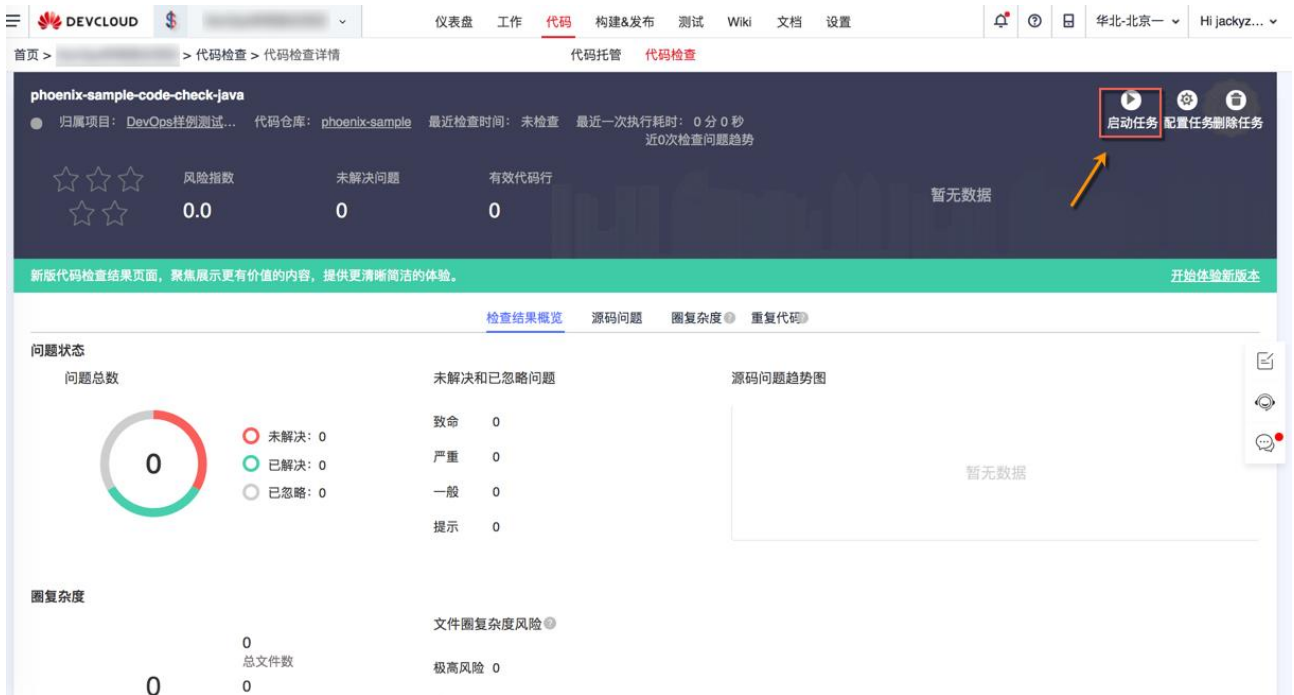 DEVCLOUD 仪表盘 工作 代码 构建&发布 测试 Wiki 文档 设置 华北-北京一 Hi jackyz...
首页 > > 代码检查 > 代码检查详情 代码托管 代码检查
phoenix-sample-code-check-java
启动任务 配置任务 删除任务
归属项目: DevOps样例测试... 代码仓库: phoenix-sample 最近检查时间: 未检查 最近一次执行耗时: 0 分 0 秒
近0次检查问题趋势
风险指数 未解决问题 有效代码行
0.0 0 0
暂无数据
新版代码检查结果页面，聚焦展示更有价值的内容，提供更清晰简洁的体验。 开始体验新版本
检查结果概览 源码问题 圈复杂度 重复代码
问题状态
问题总数 未解决和已忽略问题 源码问题趋势图
0
未解决: 0
已解决: 0
已忽略: 0
致命 0
严重 0
一般 0
提示 0
暂无数据
圈复杂度
文件圈复杂度风险
0
总文件数
极高风险 0
0 0